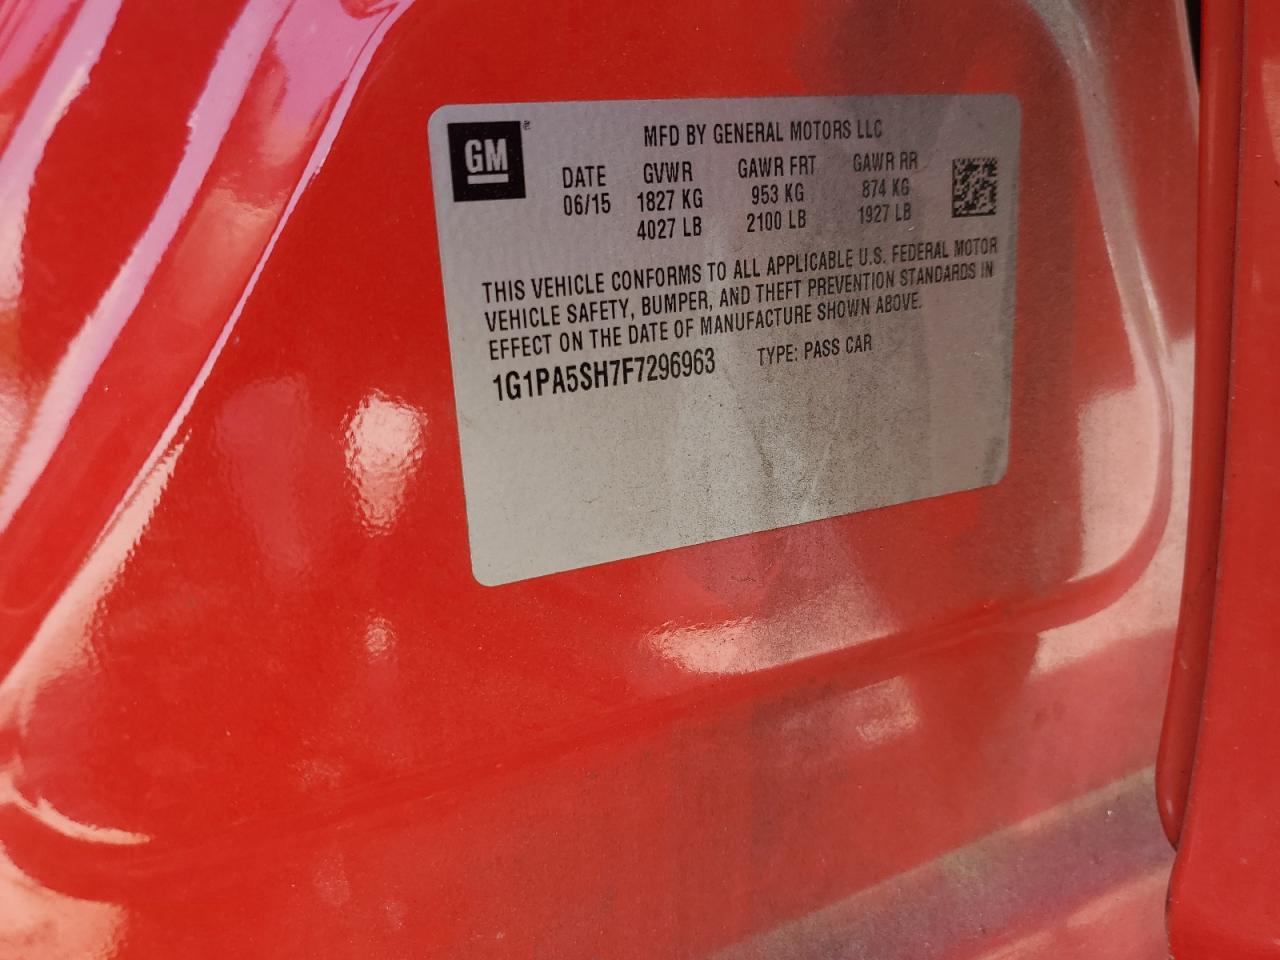 GM
MFD BY GENERAL MOTORS LLC
DATE GVWR GAWR FRT GAWR RR
06/15 1827 KG 953 KG 874 KG
4027 LB 2100 LB 1927 LB
THIS VEHICLE CONFORMS TO ALL APPLICABLE U.S. FEDERAL MOTOR
VEHICLE SAFETY, BUMPER, AND THEFT PREVENTION STANDARDS IN
EFFECT ON THE DATE OF MANUFACTURE SHOWN ABOVE.
1G1PA5SH7F7296963 TYPE: PASS CAR